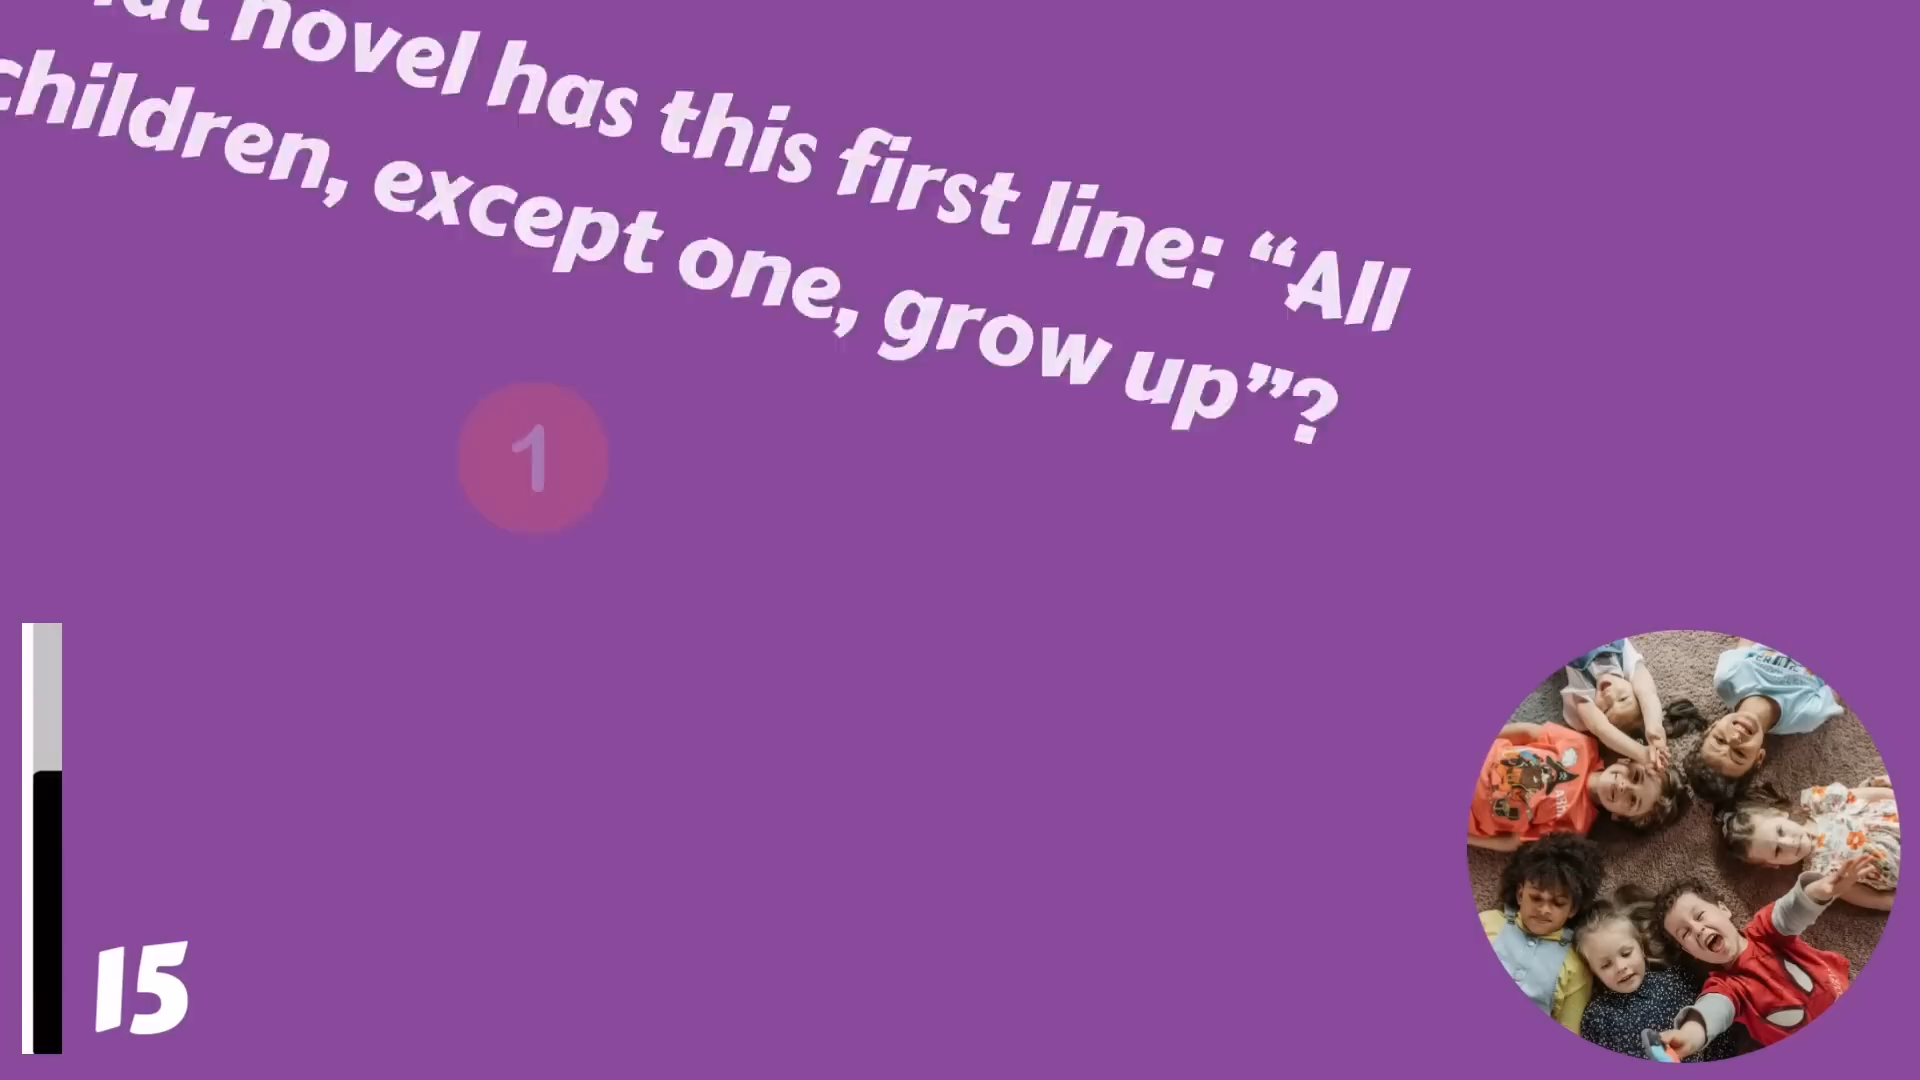 novel has this first line: “All
children, except one, grow up”?
1
15